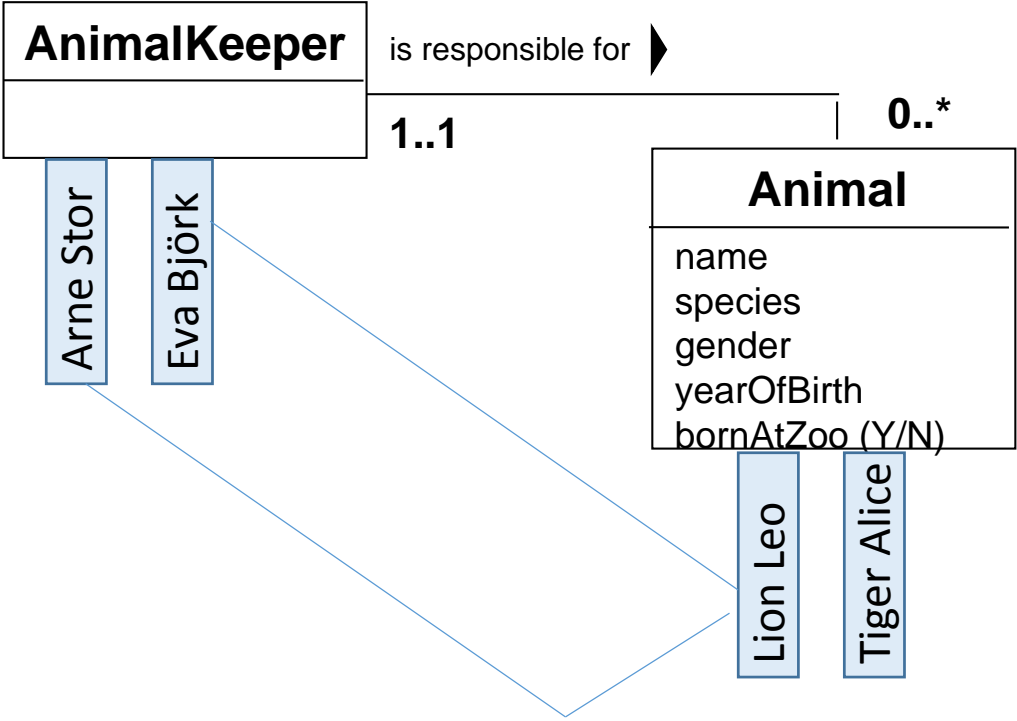 AnimalKeeper
is responsible for
1..1
0..*
Animal
name
species
gender
yearOfBirth
bornAtZoo (Y/N)
Arne Stor
Eva Björk
Lion Leo
Tiger Alice